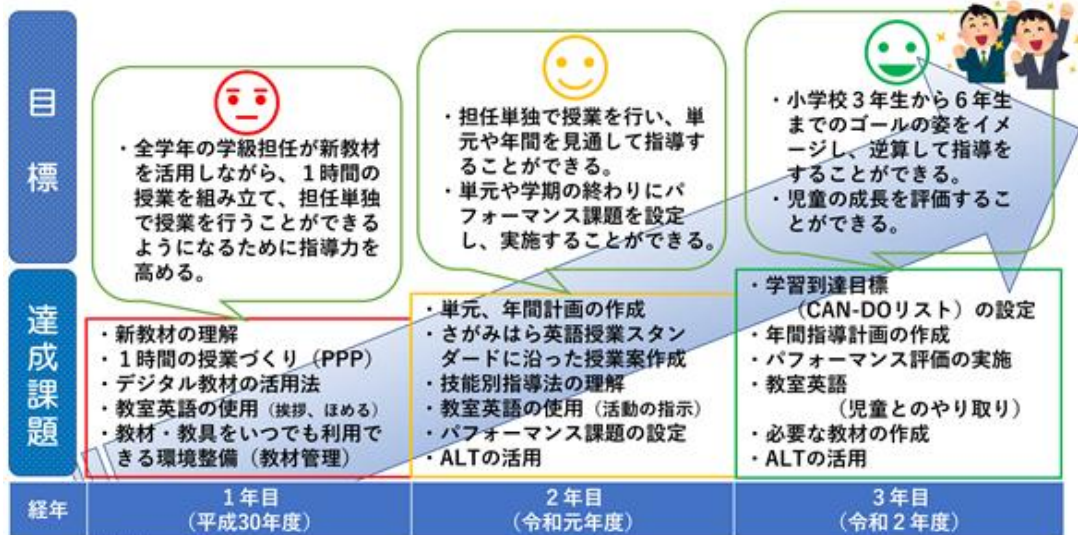 目標
・全学年の学級担任が新教材
を活用しながら、１時間の
授業を組み立て、担任単独
で授業を行うことができる
ようになるために指導力を
高める。
・担任単独で授業を行い、単
元や年間を見通して指導す
ることができる。
・単元や学期の終わりにパ
フォーマンス課題を設定
し、実施することができる。
・小学校３年生から６年生
までのゴールの姿をイメ
ージし、逆算して指導を
することができる。
・児童の成長を評価するこ
とができる。
達成課題
・新教材の理解
・１時間の授業づくり（PPP）
・デジタル教材の活用法
・教室英語の使用（挨拶、ほめる）
・教材・教具をいつでも利用で
きる環境整備（教材管理）
・単元、年間計画の作成
・さがみはら英語授業スタン
ダードに沿った授業案作成
・技能別指導法の理解
・教室英語の使用（活動の指示）
・パフォーマンス課題の設定
・ALTの活用
・学習到達目標
（CAN-DOリスト）の設定
・年間指導計画の作成
・パフォーマンス評価の実施
・教室英語
（児童とのやり取り）
・必要な教材の作成
・ALTの活用
経年
１年目
（平成30年度）
２年目
（令和元年度）
３年目
（令和２年度）